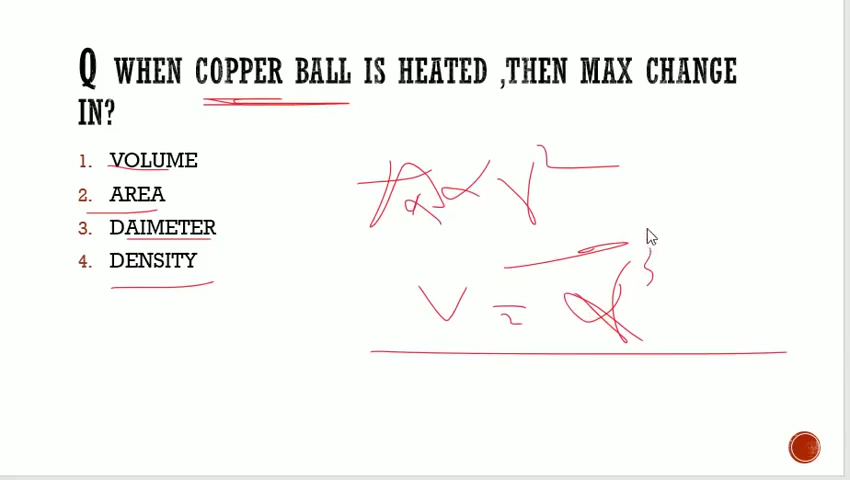 Q WHEN COPPER BALL IS HEATED ,THEN MAX CHANGE
IN?
1. VOLUME
2. AREA
3. DAIMETER
4. DENSITY